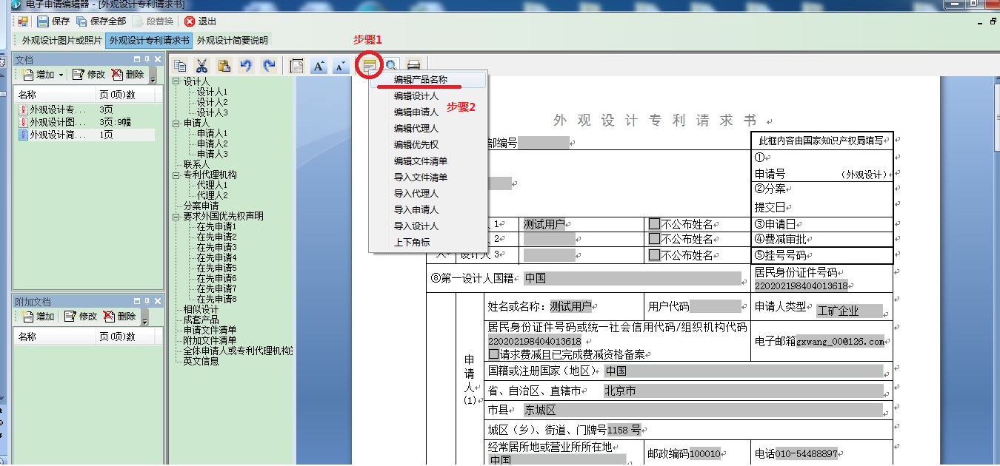 电子申请编辑器 - [外观设计专利请求书]
保存 保存全部 段替换 退出
外观设计图片或照片 外观设计专利请求书 外观设计简要说明
步骤1
文档
增加 修改 删除
名称 页(项)数
外观设计专... 3页
外观设计图... 3页:9幅
外观设计简... 1页
附加文档
增加 修改 删除
名称 页(项)数
设计人
设计人1
设计人2
设计人3
申请人
申请人1
申请人2
申请人3
联系人
专利代理机构
代理人1
代理人2
分案申请
要求外国优先权声明
在先申请1
在先申请2
在先申请3
在先申请4
在先申请5
在先申请6
在先申请7
在先申请8
相似设计
成套产品
申请文件清单
附加文件清单
全体申请人或专利代理机构
英文信息
编辑产品名称
编辑设计人
步骤2
编辑申请人
编辑代理人
编辑优先权
编辑文件清单
导入文件清单
导入代理人
导入申请人
导入设计人
上下角标
外观设计专利请求书
部编号
此框内容由国家知识产权局填写
①
申请号 (外观设计)
②分案
提交日
1 测试用户 不公布姓名 ③申请日
2 不公布姓名 ④费减审批
人 设计人 3 不公布姓名 ⑤挂号号码
⑧第一设计人国籍 中国 居民身份证件号码
220202198404013618
姓名或名称：测试用户 用户代码 申请人类型 工矿企业
居民身份证件号码或统一社会信用代码/组织机构代码
220202198404013618 电子邮箱gxwang_00@126.com
请求费减且已完成费减资格备案
申请人(1)
国籍或注册国家（地区） 中国
省、自治区、直辖市 北京市
市县 东城区
城区（乡）、街道、门牌号1158 号
经常居所地或营业所所在地 邮政编码100010 电话010-54488897
中国